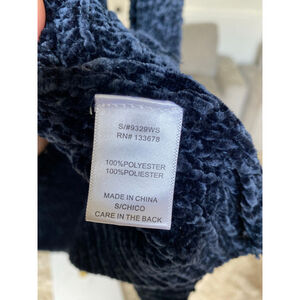 S/#9329WS
RN# 133678
100%POLYESTER
100%POLIESTER
MADE IN CHINA
S/CHICO
CARE IN THE BACK